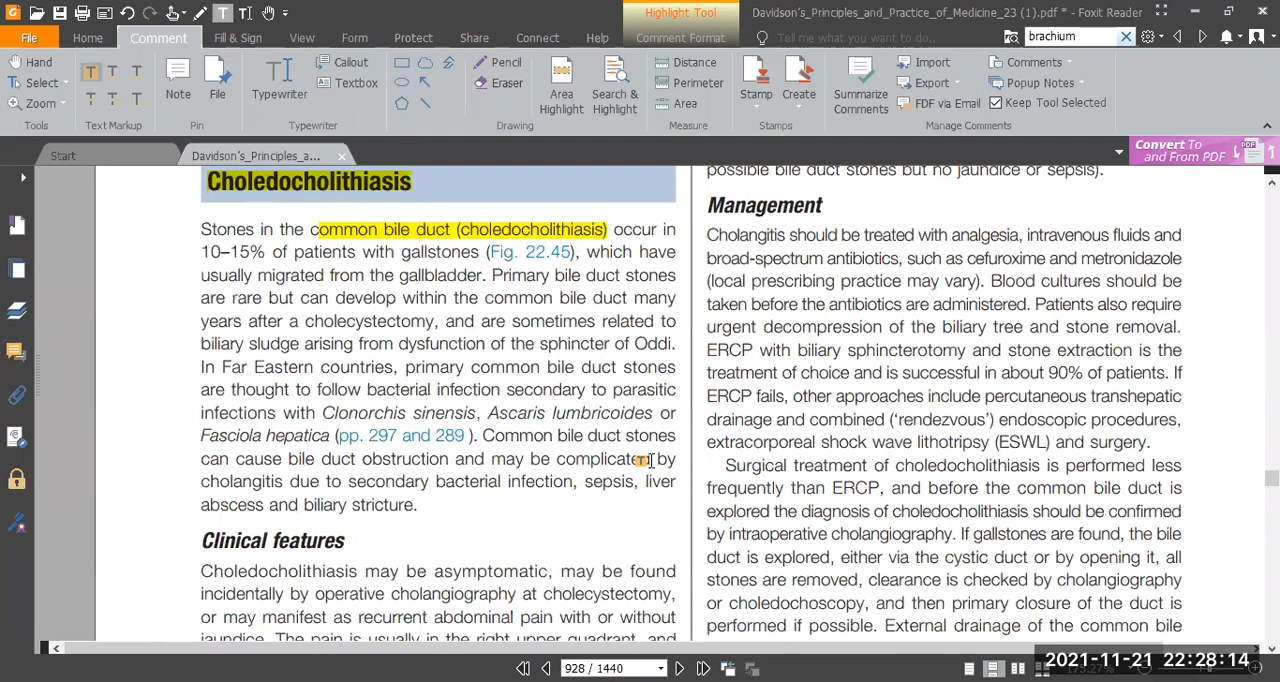 Highlight Tool
Davidson's_Principles_and_Practice_of_Medicine_23 (1).pdf * - Foxit Reader
File Home Comment Fill & Sign View Form Protect Share Connect Help Comment Format Tell me what you want to do.. brachium
Hand Select Zoom
Tools
Text Markup
Note File
Pin
Typewriter Callout Textbox
Typewriter
Pencil Eraser
Drawing
Area Highlight Search & Highlight
Distance Perimeter Area
Measure
Stamp Create
Stamps
Summarize Comments Import Export FDF via Email Comments Popup Notes Keep Tool Selected
Manage Comments
Start Davidson's_Principles_a...
Convert To and From PDF
PDF
Choledocholithiasis
Stones in the common bile duct (choledocholithiasis) occur in
10–15% of patients with gallstones (Fig. 22.45), which have
usually migrated from the gallbladder. Primary bile duct stones
are rare but can develop within the common bile duct many
years after a cholecystectomy, and are sometimes related to
biliary sludge arising from dysfunction of the sphincter of Oddi.
In Far Eastern countries, primary common bile duct stones
are thought to follow bacterial infection secondary to parasitic
infections with Clonorchis sinensis, Ascaris lumbricoides or
Fasciola hepatica (pp. 297 and 289 ). Common bile duct stones
can cause bile duct obstruction and may be complicated by
cholangitis due to secondary bacterial infection, sepsis, liver
abscess and biliary stricture.
Clinical features
Choledocholithiasis may be asymptomatic, may be found
incidentally by operative cholangiography at cholecystectomy,
or may manifest as recurrent abdominal pain with or without
jaundice. The pain is usually in the right upper quadrant, and
possible bile duct stones but no jaundice or sepsis).
Management
Cholangitis should be treated with analgesia, intravenous fluids and
broad-spectrum antibiotics, such as cefuroxime and metronidazole
(local prescribing practice may vary). Blood cultures should be
taken before the antibiotics are administered. Patients also require
urgent decompression of the biliary tree and stone removal.
ERCP with biliary sphincterotomy and stone extraction is the
treatment of choice and is successful in about 90% of patients. If
ERCP fails, other approaches include percutaneous transhepatic
drainage and combined ('rendezvous') endoscopic procedures,
extracorporeal shock wave lithotripsy (ESWL) and surgery.
Surgical treatment of choledocholithiasis is performed less
frequently than ERCP, and before the common bile duct is
explored the diagnosis of choledocholithiasis should be confirmed
by intraoperative cholangiography. If gallstones are found, the bile
duct is explored, either via the cystic duct or by opening it, all
stones are removed, clearance is checked by cholangiography
or choledochoscopy, and then primary closure of the duct is
performed if possible. External drainage of the common bile
928 / 1440
2021-11-21 22:28:14